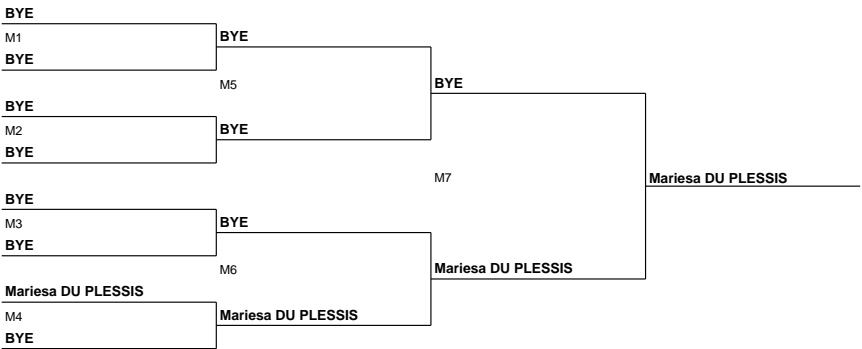 BYE
M1
BYE
BYE
M5
BYE
BYE
M2
BYE
BYE
M7
Mariesa DU PLESSIS
BYE
M3
BYE
BYE
M6
Mariesa DU PLESSIS
Mariesa DU PLESSIS
M4
Mariesa DU PLESSIS
BYE